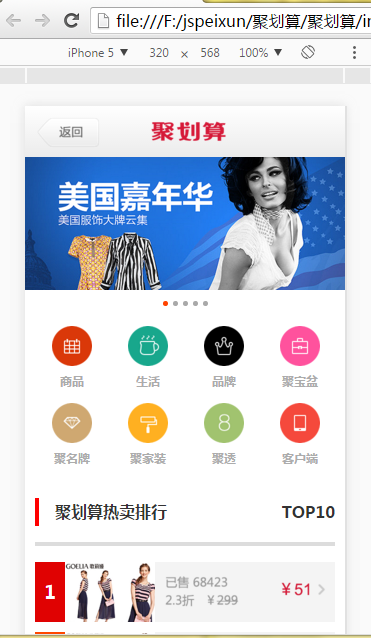 file:///F:/jspeixun/聚划算/聚划算/in
iPhone 5 ▼ 320 × 568 100% ▼
返回
聚划算
美国嘉年华
美国服饰大牌云集
商品 生活 品牌 聚宝盆
8
聚名牌 聚家装 聚透 客户端
聚划算热卖排行 TOP10
GOELIA 歌莉娅
1
已售 68423
2.3折 ¥ 299
¥ 51